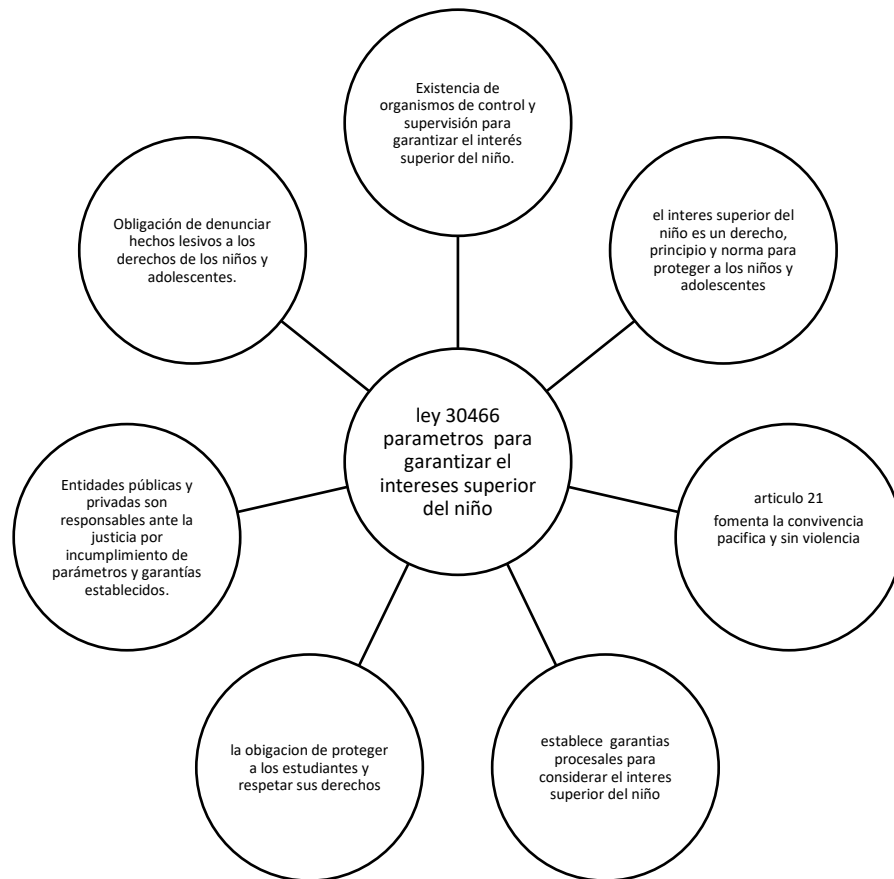 Existencia de
organismos de control y
supervisión para
garantizar el interés
superior del niño.
el interes superior del
niño es un derecho,
principio y norma para
proteger a los niños y
adolescentes
articulo 21
fomenta la convivencia
pacifica y sin violencia
establece garantias
procesales para
considerar el interes
superior del niño
la obigacion de proteger
a los estudiantes y
respetar sus derechos
Entidades públicas y
privadas son
responsables ante la
justicia por
incumplimiento de
parámetros y garantías
establecidos.
Obligación de denunciar
hechos lesivos a los
derechos de los niños y
adolescentes.
ley 30466
parametros para
garantizar el
intereses superior
del niño